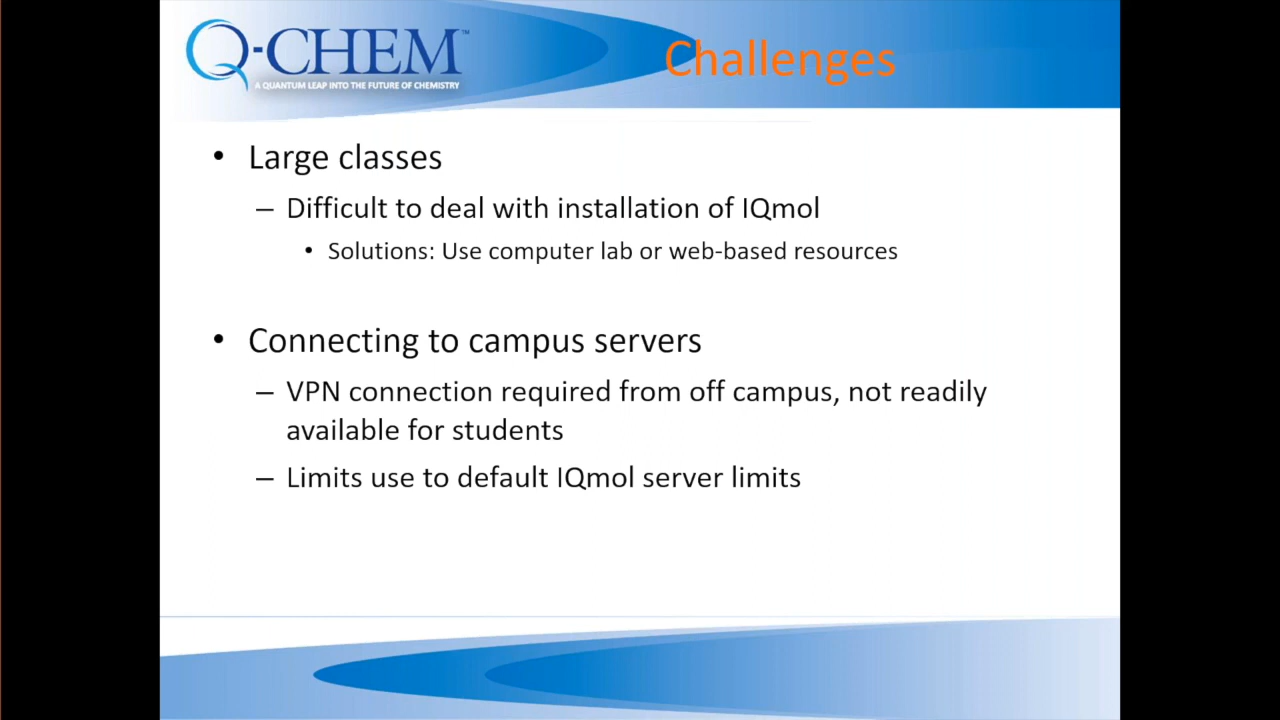 Q-CHEM™
A QUANTUM LEAP INTO THE FUTURE OF CHEMISTRY
Challenges
• Large classes
– Difficult to deal with installation of IQmol
• Solutions: Use computer lab or web-based resources
• Connecting to campus servers
– VPN connection required from off campus, not readily
available for students
– Limits use to default IQmol server limits